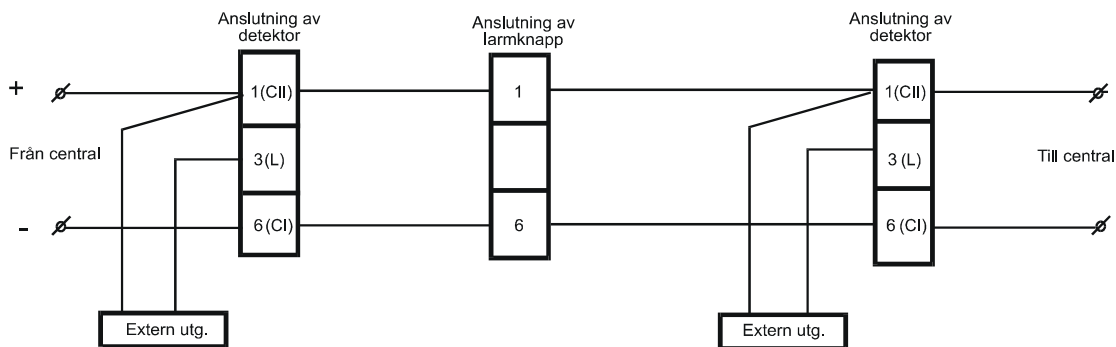 Anslutning av
detektor
Anslutning av
larmknapp
Anslutning av
detektor
+
1(CII)
1
1(CII)
Från central
3(L)
3(L)
Till central
-
6(CI)
6
6(CI)
Extern utg.
Extern utg.